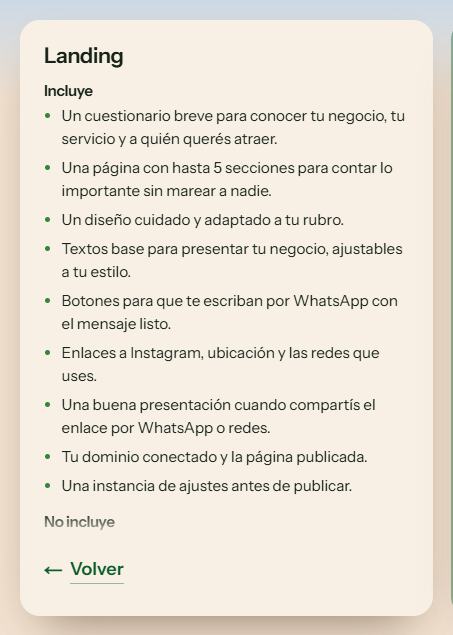 Landing
Incluye
Un cuestionario breve para conocer tu negocio, tu
servicio y a quién querés atraer.
Una página con hasta 5 secciones para contar lo
importante sin marear a nadie.
Un diseño cuidado y adaptado a tu rubro.
Textos base para presentar tu negocio, ajustables
a tu estilo.
Botones para que te escriban por WhatsApp con
el mensaje listo.
Enlaces a Instagram, ubicación y las redes que
uses.
Una buena presentación cuando compartís el
enlace por WhatsApp o redes.
Tu dominio conectado y la página publicada.
Una instancia de ajustes antes de publicar.
No incluye
← Volver